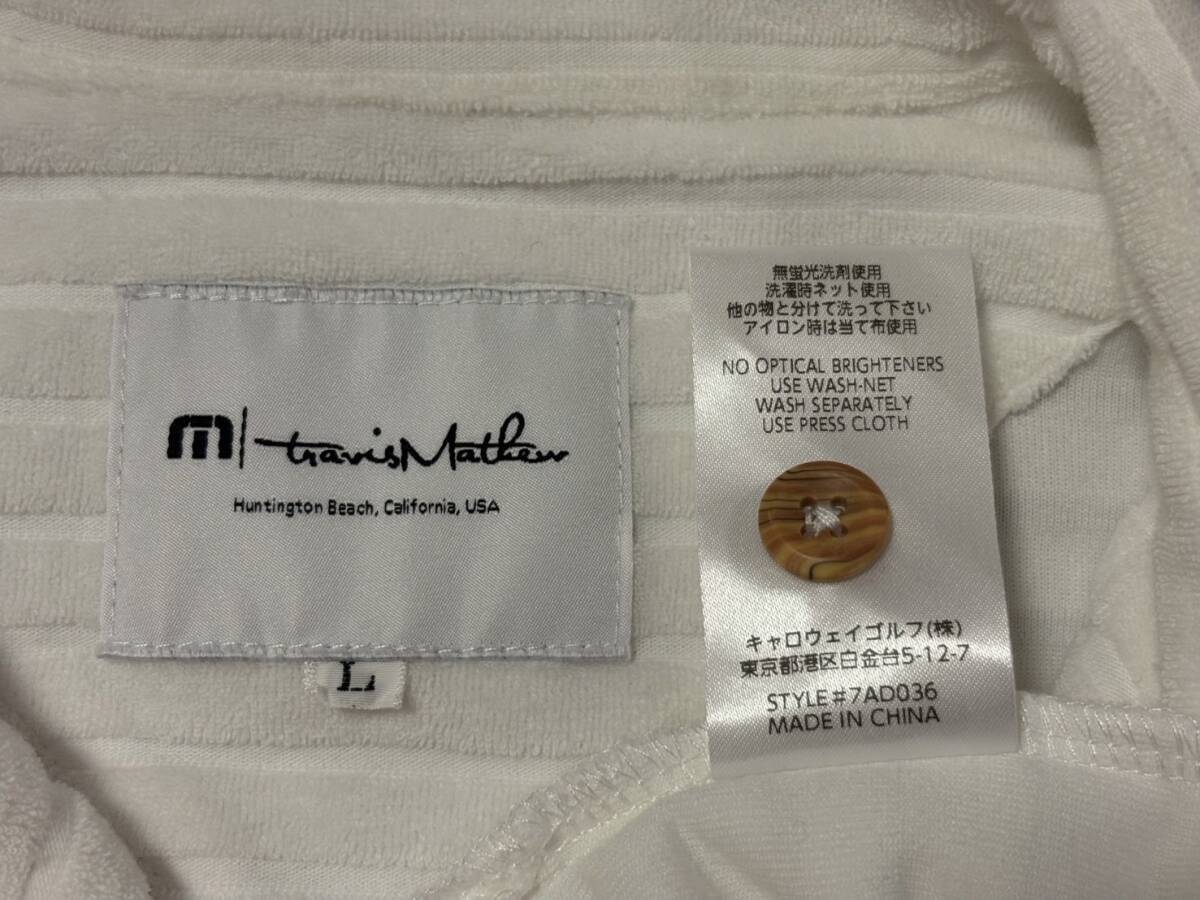 travisMathew
Huntington Beach, California, USA
L
無蛍光洗剤使用
洗濯時ネット使用
他の物と分けて洗って下さい
アイロン時は当て布使用
NO OPTICAL BRIGHTENERS
USE WASH-NET
WASH SEPARATELY
USE PRESS CLOTH
キャロウェイゴルフ(株)
東京都港区白金台5-12-7
STYLE#7AD036
MADE IN CHINA